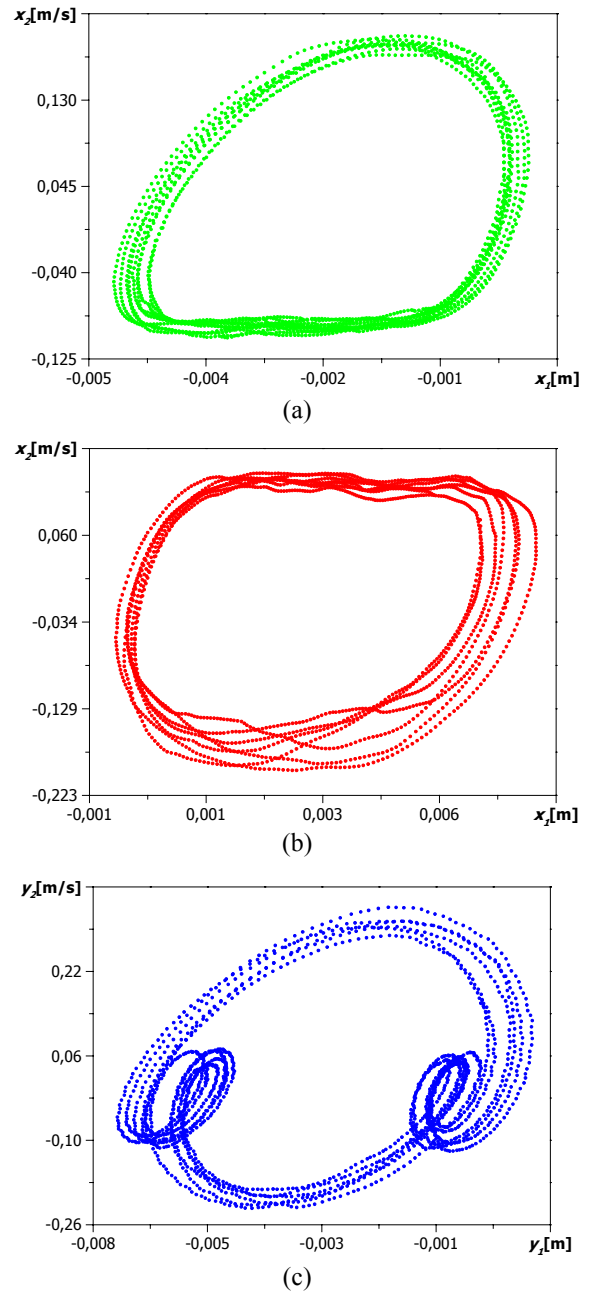 x₂[m/s]
0,130
0,045
-0,040
-0,125
-0,005 -0,004 -0,002 -0,001 x₁[m]
(a)
x₂[m/s]
0,060
-0,034
-0,129
-0,223
-0,001 0,001 0,003 0,006 x₁[m]
(b)
y₂[m/s]
0,22
0,06
-0,10
-0,26
-0,008 -0,005 -0,003 -0,001 y₁[m]
(c)